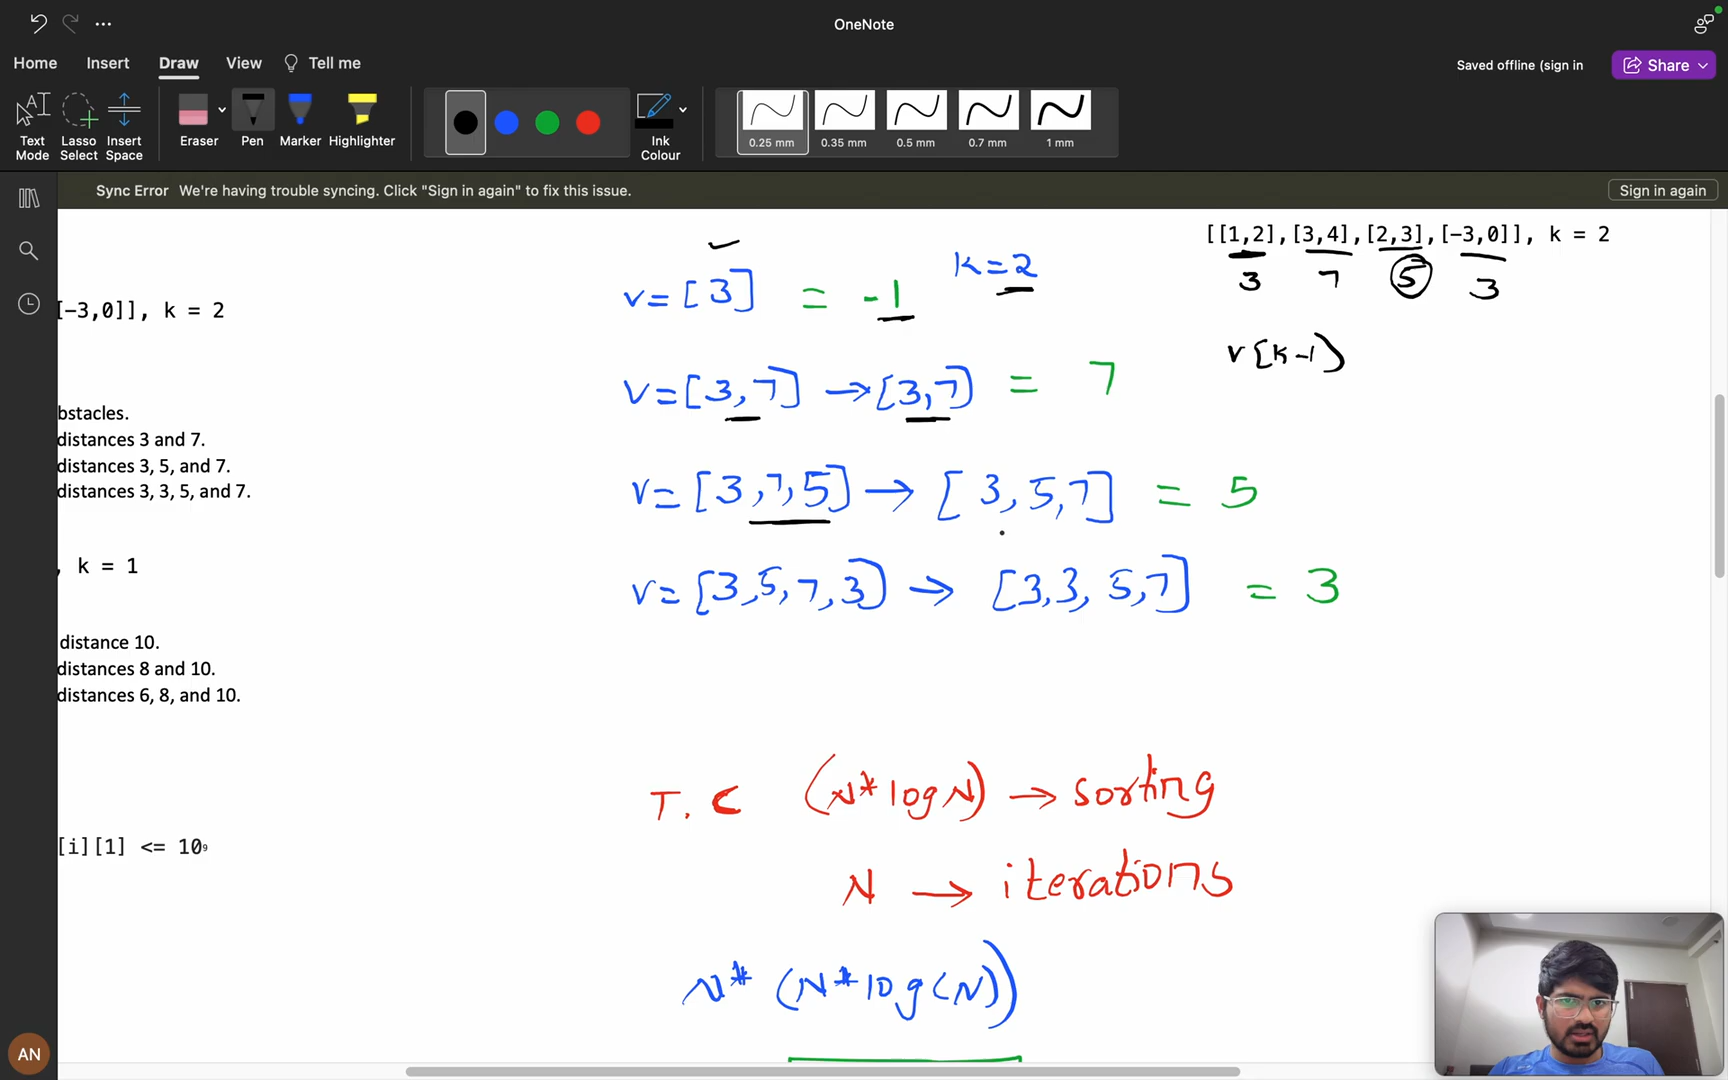 OneNote
Home Insert Draw View Tell me
Saved offline (sign in
Share
Text Mode
Lasso Select
Insert Space
Eraser
Pen
Marker
Highlighter
Ink Colour
0.25 mm
0.35 mm
0.5 mm
0.7 mm
1 mm
Sync Error We're having trouble syncing. Click "Sign in again" to fix this issue.
Sign in again
[[1,2],[3,4],[2,3],[-3,0]], k = 2
3 7 5 3
v[k-1)
[-3,0]], k = 2
bstacles.
distances 3 and 7.
distances 3, 5, and 7.
distances 3, 3, 5, and 7.
, k = 1
distance 10.
distances 8 and 10.
distances 6, 8, and 10.
[i][1] <= 10⁹
v=[3] = -1 k=2
v=[3,7] → [3,7) = 7
v=[3,7,5] → [3,5,7] = 5
v=[3,5,7,3) → [3,3,5,7] = 3
T.C (N*logN) → sorting
N → iterations
N* (N*log(N))
AN